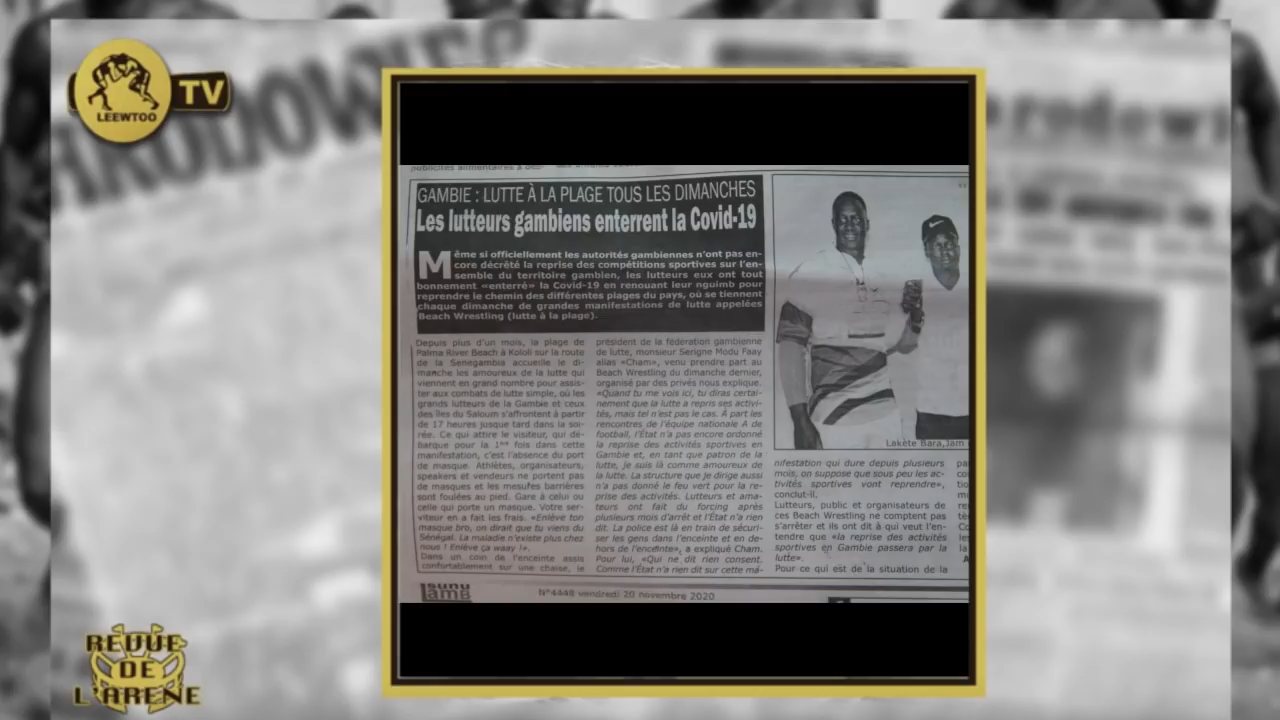 LEEWTOO
TV
REVUE
DE
L'ARENE
GAMBIE : LUTTE À LA PLAGE TOUS LES DIMANCHES
Les lutteurs gambiens enterrent la Covid-19
Même si officiellement les autorités gambiennes n'ont pas en-
core décrété la reprise des compétitions sportives sur l'en-
semble du territoire gambien, les lutteurs eux ont tout
bonnement «enterré» la Covid-19 en renouant leur nguimb pour
reprendre le chemin des différentes plages du pays, où se tiennent
chaque dimanche de grandes manifestations de lutte appelées
Beach Wrestling (lutte à la plage).
Depuis plus d'un mois, la plage de
Palma River Beach à Kololi sur la route
de la Senegambia accueille le di-
manche les amoureux de la lutte qui
viennent en grand nombre pour assis-
ter aux combats de lutte simple, où les
grands lutteurs de la Gambie et ceux
des îles du Saloum s'affrontent à partir
de 17 heures jusque tard dans la soi-
rée. Ce qui attire le visiteur, qui dé-
barque pour la 1ère fois dans cette
manifestation, c'est l'absence du port
de masque. Athlètes, organisateurs,
speakers et vendeurs ne portent pas
de masques et les mesures barrières
sont foulées au pied. Gare à celui ou
celle qui porte un masque. Votre ser-
viteur en a fait les frais. «Enlève ton
masque bro, on dirait que tu viens du
Sénégal. La maladie n'existe plus chez
nous ! Enlève ça waay !».
Dans un coin de l'enceinte assis
confortablement sur une chaise, le
président de la fédération gambienne
de lutte, monsieur Serigne Modu Faay
alias «Cham», venu prendre part au
Beach Wrestling du dimanche dernier,
organisé par des privés nous explique.
«Quand tu me vois ici, tu diras certai-
nement que la lutte a repris ses activi-
tés, mais tel n'est pas le cas. À part les
rencontres de l'équipe nationale A de
football, l'État n'a pas encore ordonné
la reprise des activités sportives en
Gambie et, en tant que patron de la
lutte, je suis là comme amoureux de
la lutte. La structure que je dirige aussi
n'a pas donné le feu vert pour la re-
prise des activités. Lutteurs et ama-
teurs ont fait du forcing après
plusieurs mois d'arrêt et l'État n'a rien
dit. La police est là en train de sécuri-
ser les gens dans l'enceinte et en de-
hors de l'enceinte», a expliqué Cham.
Pour lui, «Qui ne dit rien consent.
Comme l'État n'a rien dit sur cette ma-
Lakète Bara,Jam
nifestation qui dure depuis plusieurs
mois, on suppose que sous peu les ac-
tivités sportives vont reprendre»,
conclut-il.
Lutteurs, public et organisateurs de
ces Beach Wrestling ne comptent pas
s'arrêter et ils ont dit à qui veut l'en-
tendre que «la reprise des activités
sportives en Gambie passera par la
lutte».
Pour ce qui est de la situation de la
sunu
Lamb
N°4448 vendredi 20 novembre 2020